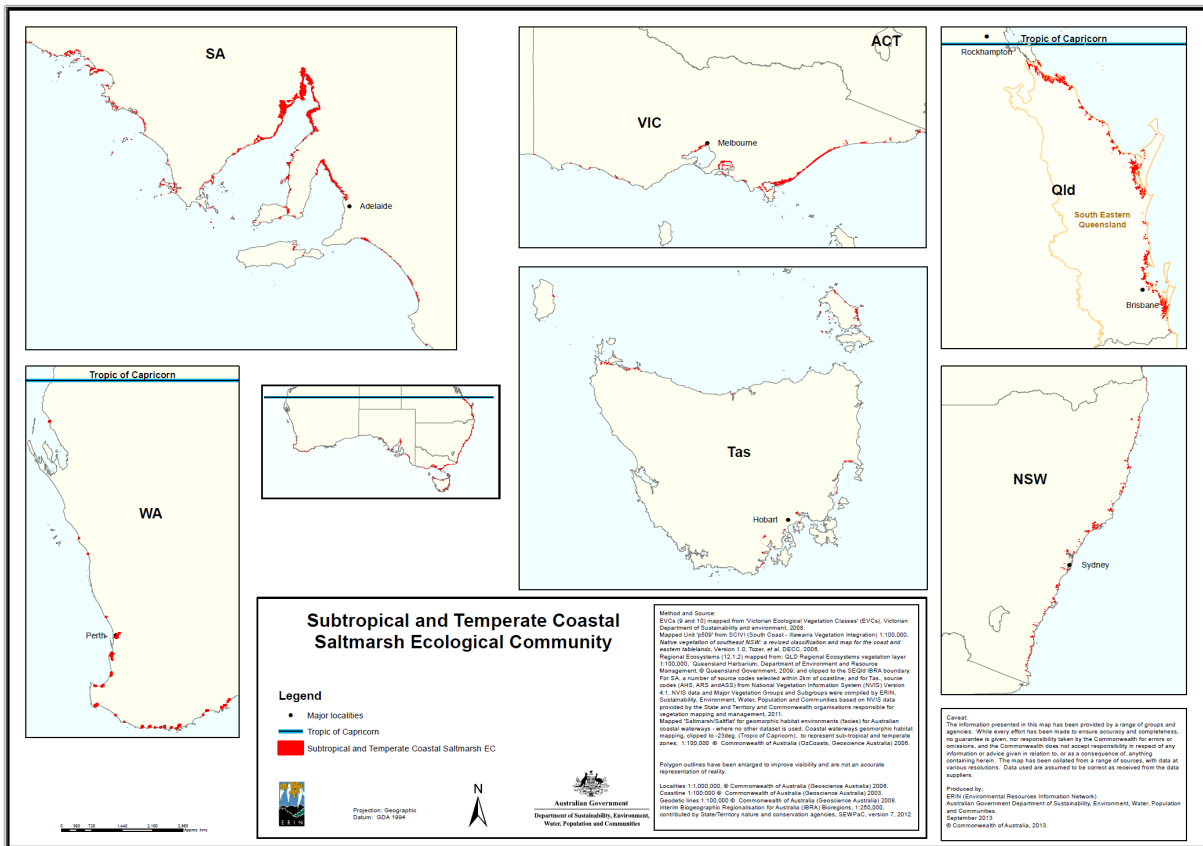 SA
Adelaide
ACT
VIC
Melbourne
Tropic of Capricorn
Rockhampton
Qld
South Eastern
Queensland
Brisbane
Tropic of Capricorn
WA
Perth
Tas
Hobart
NSW
Sydney
Subtropical and Temperate Coastal
Saltmarsh Ecological Community
Legend
Major localities
Tropic of Capricorn
Subtropical and Temperate Coastal Saltmarsh EC
ERIN
Projection: Geographic
Datum: GDA 1994
N
Australian Government
Department of Sustainability, Environment,
Water, Population and Communities
Method and Source:
EVCs (9 and 10) mapped from 'Victorian Ecological Vegetation Classes' (EVCs), Victorian
Department of Sustainability and environment, 2008.
Mapped Unit 'p509' from SCIVI (South Coast - Illawarra Vegetation Integration) 1:100,000,
Native vegetation of southeast NSW: a revised classification and map for the coast and
eastern tablelands, Version 1.0, Tozer, et al, DECC, 2006.
Regional Ecosystems (12.1.2) mapped from: QLD Regional Ecosystems vegetation layer
1:100,000. Queensland Herbarium, Department of Environment and Resource
Management, © Queensland Government, 2009; and clipped to the SEQld IBRA boundary.
For SA, a number of source codes selected within 2km of coastline; and for Tas., source
codes (AHS, ARS andASS) from National Vegetation Information System (NVIS) Version
4.1, NVIS data and Major Vegetation Groups and Subgroups were compiled by ERIN,
Sustainability, Environment, Water, Population and Communities based on NVIS data
provided by the State and Territory and Commonwealth organisations responsible for
vegetation mapping and management, 2011.
Mapped 'Saltmarsh/Saltflat' for geomorphic habitat environments (facies) for Australian
coastal waterways - where no other dataset is used. Coastal waterways geomorphic habitat
mapping, clipped to -23deg, (Tropic of Capricorn), to represent sub-tropical and temperate
zones; 1:100,000 © Commonwealth of Australia (OzCoasts, Geoscience Australia) 2006.
Polygon outlines have been enlarged to improve visibility and are not an accurate
representation of reality.
Localities 1:1,000,000, © Commonwealth of Australia (Geoscience Australia) 2006.
Coastline 1:100:000 © Commonwealth of Australia (Geoscience Australia) 2003.
Geodetic lines 1:100,000 © Commonwealth of Australia (Geoscience Australia) 2008.
Interim Biogeographic Regionalisation for Australia (IBRA) Bioregions, 1:250,000,
contributed by State/Territory nature and conservation agencies, SEWPaC, version 7, 2012.
Caveat:
The information presented in this map has been provided by a range of groups and
agencies. While every effort has been made to ensure accuracy and completeness,
no guarantee is given, nor responsibility taken by the Commonwealth for errors or
omissions, and the Commonwealth does not accept responsibility in respect of any
information or advice given in relation to, or as a consequence of, anything
containing herein. The map has been collated from a range of sources, with data at
various resolutions. Data used are assumed to be correct as received from the data
suppliers.
Produced by:
ERIN (Environmental Resources Information Network)
Australian Government Department of Sustainability, Environment, Water, Population
and Communities.
September 2013
© Commonwealth of Australia, 2013.